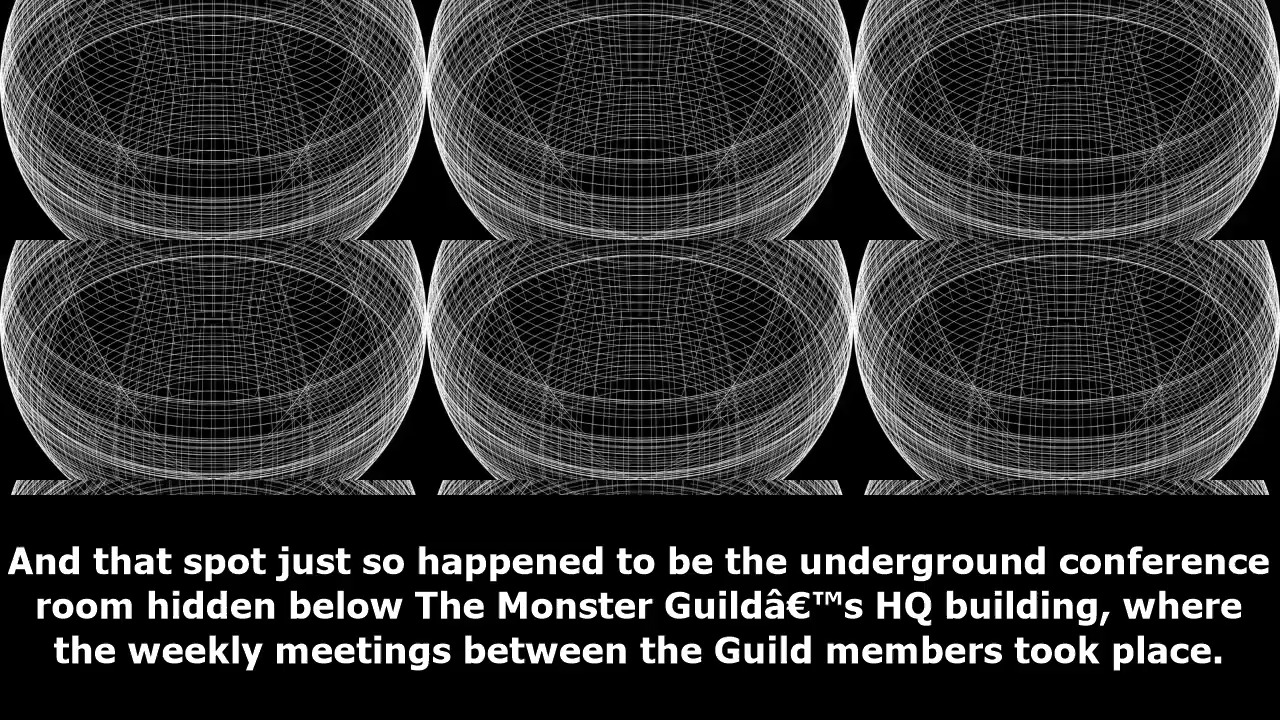 And that spot just so happened to be the underground conference
room hidden below The Monster Guildâ€™s HQ building, where
the weekly meetings between the Guild members took place.